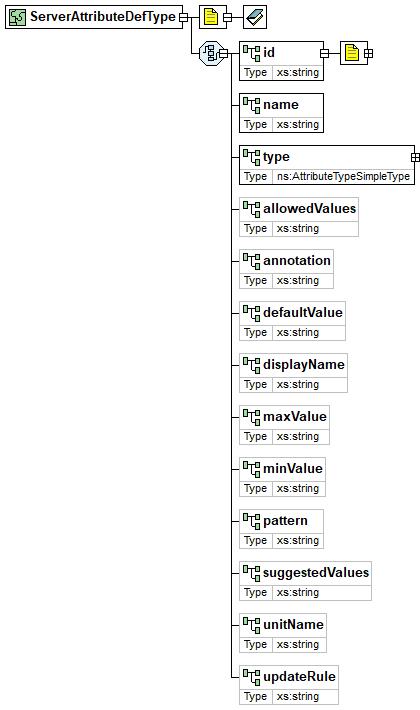 ServerAttributeDefType
id
Type xs:string
name
Type xs:string
type
Type ns:AttributeTypeSimpleType
allowedValues
Type xs:string
annotation
Type xs:string
defaultValue
Type xs:string
displayName
Type xs:string
maxValue
Type xs:string
minValue
Type xs:string
pattern
Type xs:string
suggestedValues
Type xs:string
unitName
Type xs:string
updateRule
Type xs:string